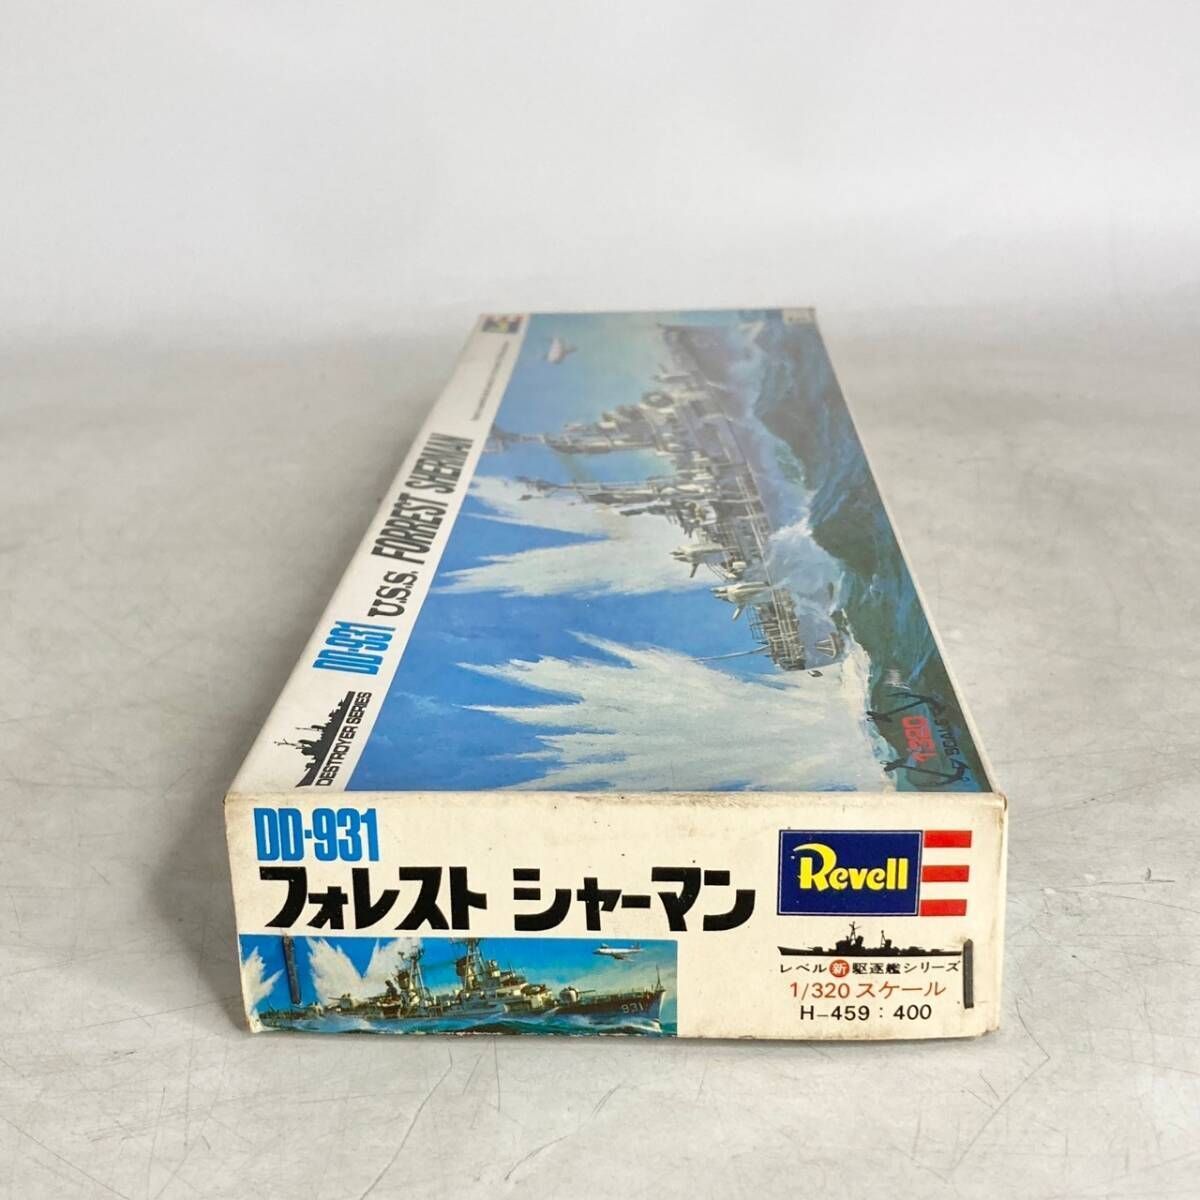 DD-931 U.S.S. FORREST SHERMAN
DESTROYER SERIES
1:320
SCALE
DD-931
フォレスト シャーマン
Revell
931
レベル 新 駆逐艦シリーズ
1/320 スケール
H-459 : 400